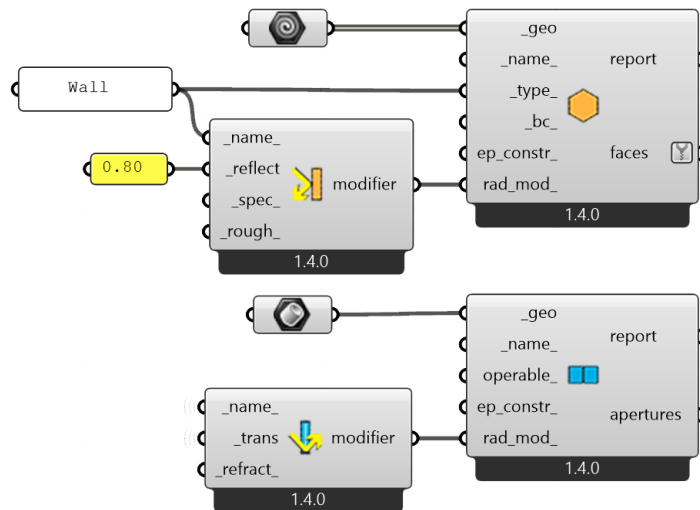 _geo
_name_
report
Wall
_type_
_bc_
_name_
ep_constr_
faces
0.80
_reflect
modifier
rad_mod_
_spec_
1.4.0
_rough_
1.4.0
_geo
_name_
report
operable_
_name_
ep_constr_
apertures
_trans
modifier
rad_mod_
_refract_
1.4.0
1.4.0